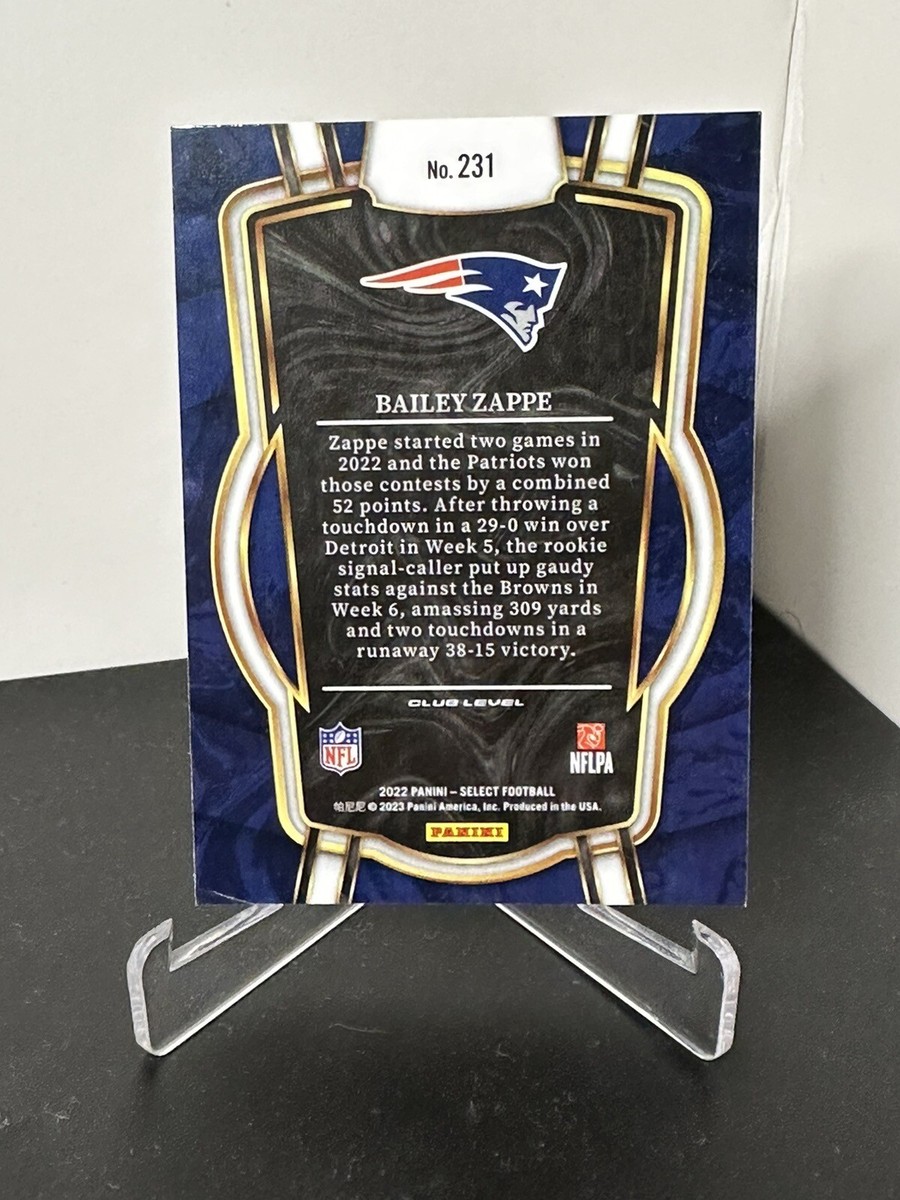 No. 231
BAILEY ZAPPE
Zappe started two games in
2022 and the Patriots won
those contests by a combined
52 points. After throwing a
touchdown in a 29-0 win over
Detroit in Week 5, the rookie
signal-caller put up gaudy
stats against the Browns in
Week 6, amassing 309 yards
and two touchdowns in a
runaway 38-15 victory.
CLUB LEVEL
NFL
NFLPA
2022 PANINI – SELECT FOOTBALL
帕尼尼 © 2023 Panini America, Inc. Produced in the USA.
PANINI